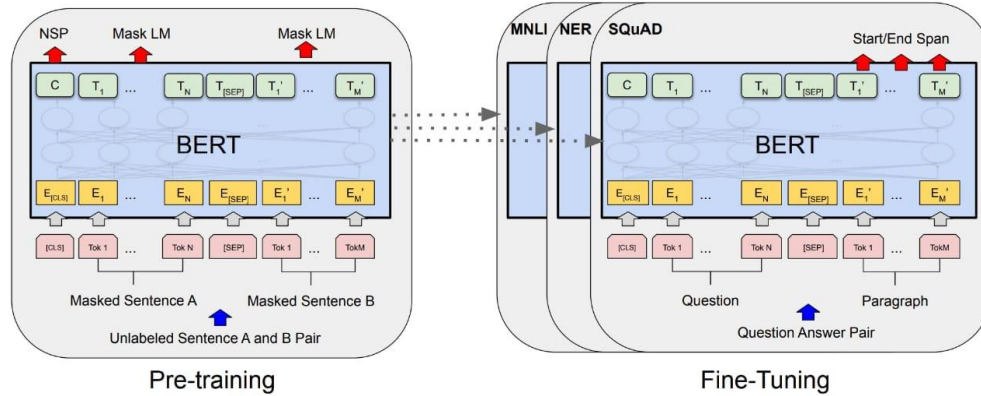 NSP Mask LM Mask LM
C T1 ... TN T[SEP] T1' ... TM'
BERT
E[CLS] E1 ... EN E[SEP] E1' ... EM'
[CLS] Tok 1 ... Tok N [SEP] Tok 1 ... TokM
Masked Sentence A Masked Sentence B
Unlabeled Sentence A and B Pair
Pre-training
MNLI NER SQuAD
Start/End Span
C T1 ... TN T[SEP] T1' ... TM'
BERT
E[CLS] E1 ... EN E[SEP] E1' ... EM'
[CLS] Tok 1 ... Tok N [SEP] Tok 1 ... TokM
Question Paragraph
Question Answer Pair
Fine-Tuning